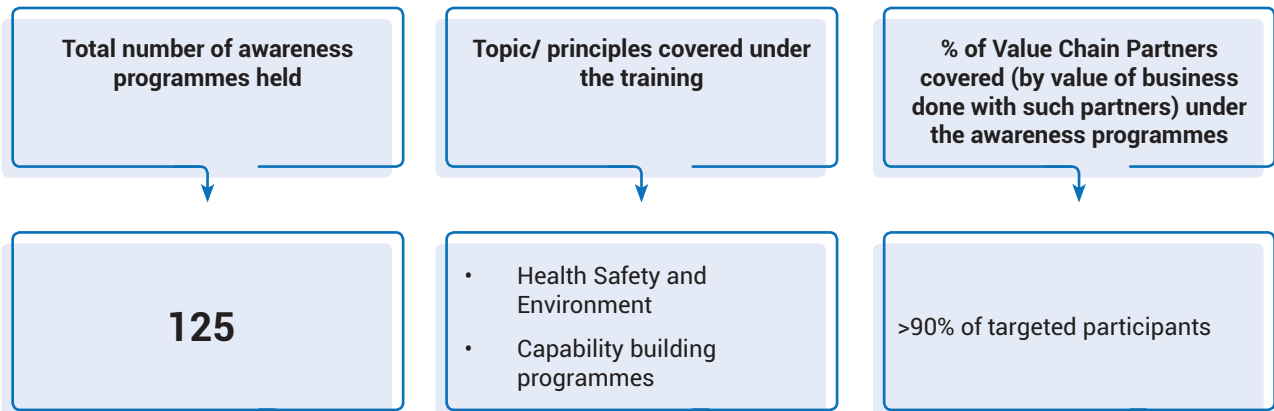 Total number of awareness
programmes held
Topic/ principles covered under
the training
% of Value Chain Partners
covered (by value of business
done with such partners) under
the awareness programmes
125
• Health Safety and
Environment
• Capability building
programmes
>90% of targeted participants